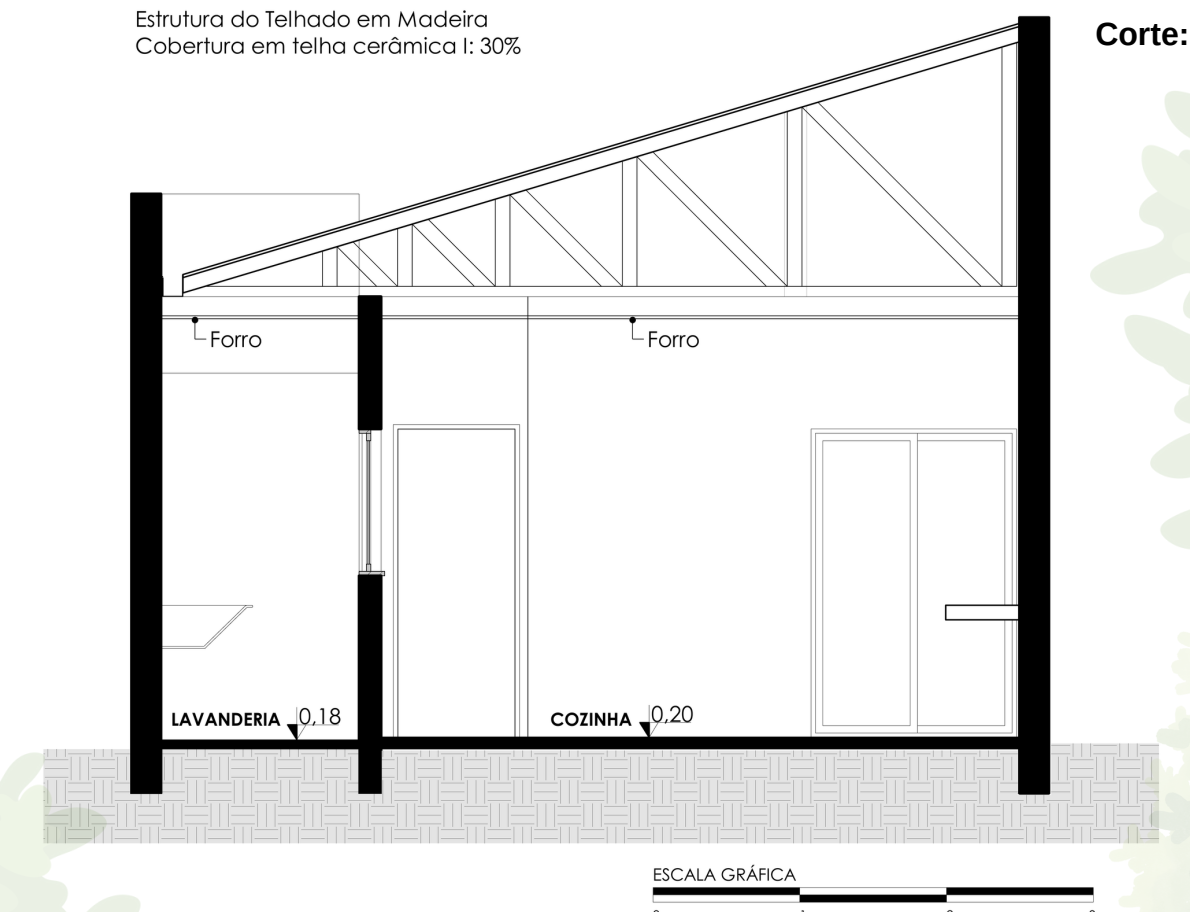 Estrutura do Telhado em Madeira
Cobertura em telha cerâmica I: 30%
Corte:
Forro
Forro
LAVANDERIA 0,18
COZINHA 0,20
ESCALA GRÁFICA